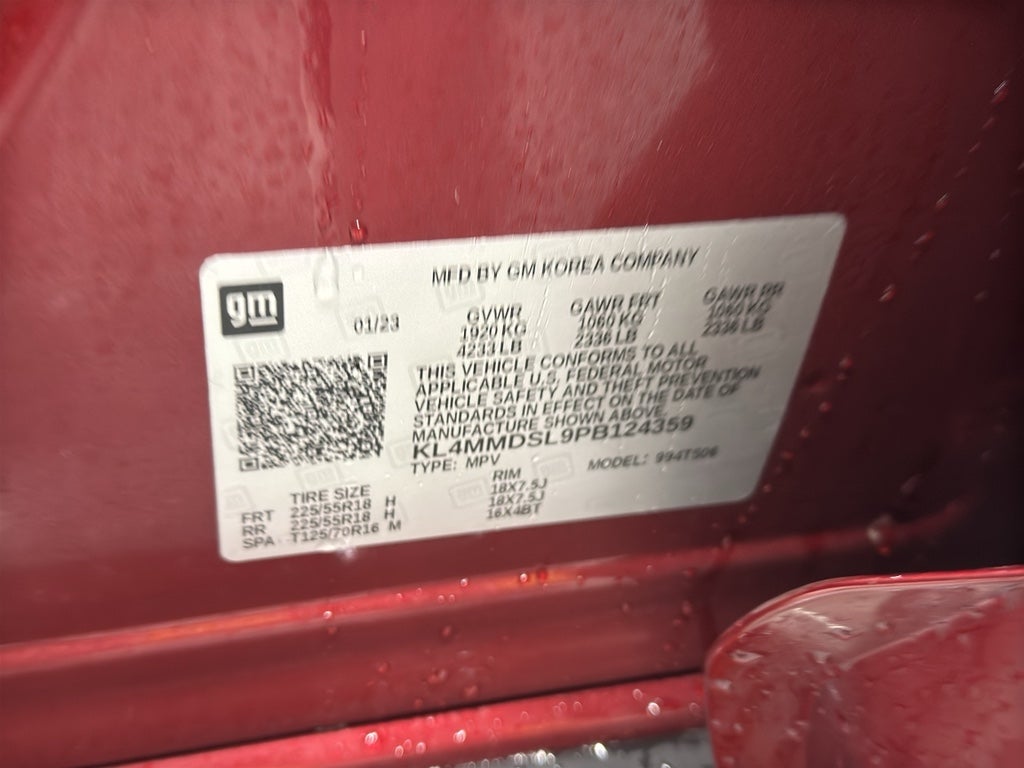 MFD BY GM KOREA COMPANY
gm
01/23
GVWR GAWR FRT GAWR RR
1920 KG 1060 KG 1060 KG
4233 LB 2336 LB 2336 LB
THIS VEHICLE CONFORMS TO ALL
APPLICABLE U.S. FEDERAL MOTOR
VEHICLE SAFETY AND THEFT PREVENTION
STANDARDS IN EFFECT ON THE DATE OF
MANUFACTURE SHOWN ABOVE.
KL4MMDSL9PB124359
TYPE: MPV MODEL: 994TS06
TIRE SIZE RIM
FRT 225/55R18 H 18X7.5J
RR 225/55R18 H 18X7.5J
SPA T125/70R16 M 16X4BT